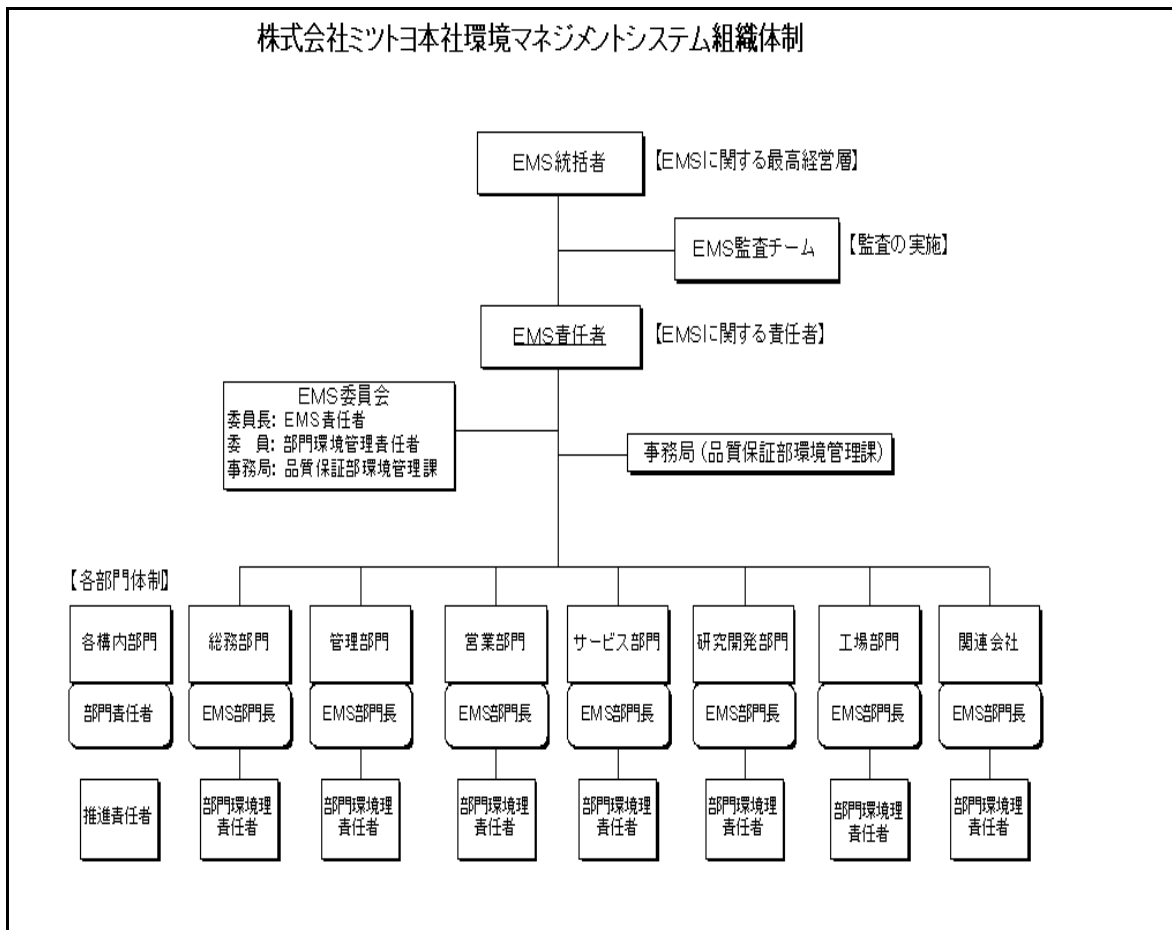 株式会社ミツトヨ本社環境マネジメントシステム組織体制
EMS統括者
【EMSに関する最高経営層】
EMS監査チーム
【監査の実施】
EMS責任者
【EMSに関する責任者】
EMS委員会
委員長: EMS責任者
委　員: 部門環境管理責任者
事務局: 品質保証部環境管理課
事務局(品質保証部環境管理課)
【各部門体制】
各構内部門
総務部門
管理部門
営業部門
サービス部門
研究開発部門
工場部門
関連会社
部門責任者
EMS部門長
EMS部門長
EMS部門長
EMS部門長
EMS部門長
EMS部門長
EMS部門長
推進責任者
部門環境理
責任者
部門環境理
責任者
部門環境理
責任者
部門環境理
責任者
部門環境理
責任者
部門環境理
責任者
部門環境理
責任者